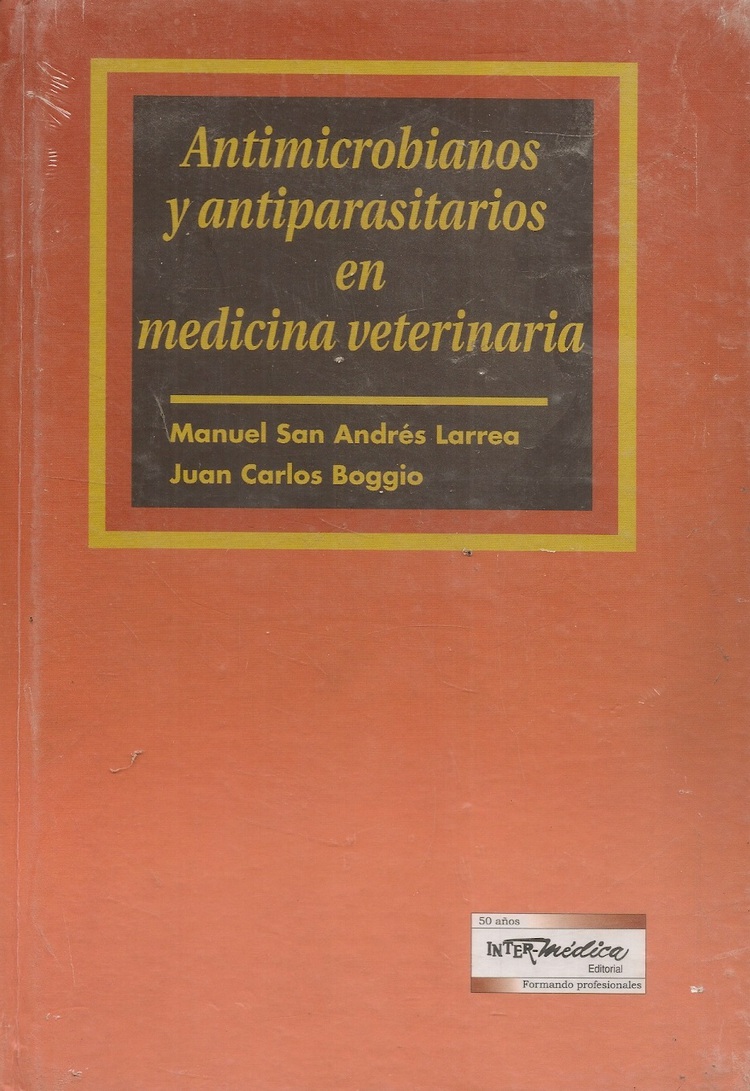 Antimicrobianos
y antiparasitarios
en
medicina veterinaria
Manuel San Andrés Larrea
Juan Carlos Boggio
50 años
INTER-Médica
Editorial
Formando profesionales